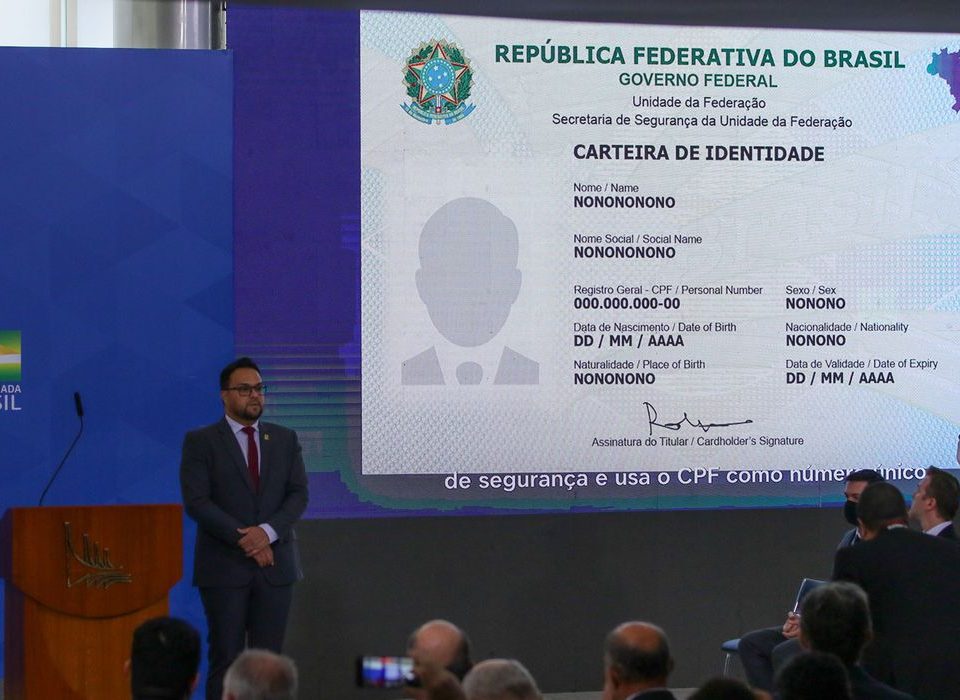 REPÚBLICA FEDERATIVA DO BRASIL
GOVERNO FEDERAL
Unidade da Federação
Secretaria de Segurança da Unidade da Federação
CARTEIRA DE IDENTIDADE
Nome / Name
NONONONONO
Nome Social / Social Name
NONONONONO
Registro Geral - CPF / Personal Number Sexo / Sex
000.000.000-00 NONONO
Data de Nascimento / Date of Birth Nacionalidade / Nationality
DD / MM / AAAA NONONO
Naturalidade / Place of Birth Data de Validade / Date of Expiry
NONONONO DD / MM / AAAA
Assinatura do Titular / Cardholder's Signature
de segurança e usa o CPF como número único